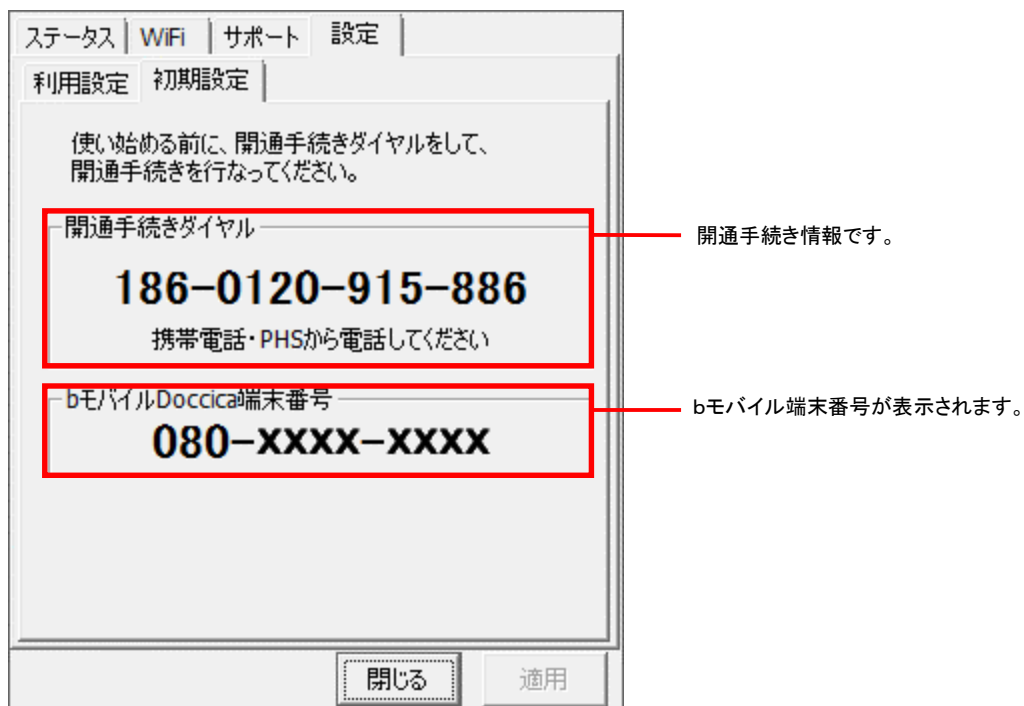 ステータス WiFi サポート 設定
利用設定 初期設定
使い始める前に、開通手続きダイヤルをして、
開通手続きを行なってください。
開通手続きダイヤル
186-0120-915-886
携帯電話・PHSから電話してください
開通手続き情報です。
bモバイルDoccica端末番号
080-xxxx-xxxx
bモバイル端末番号が表示されます。
閉じる 適用